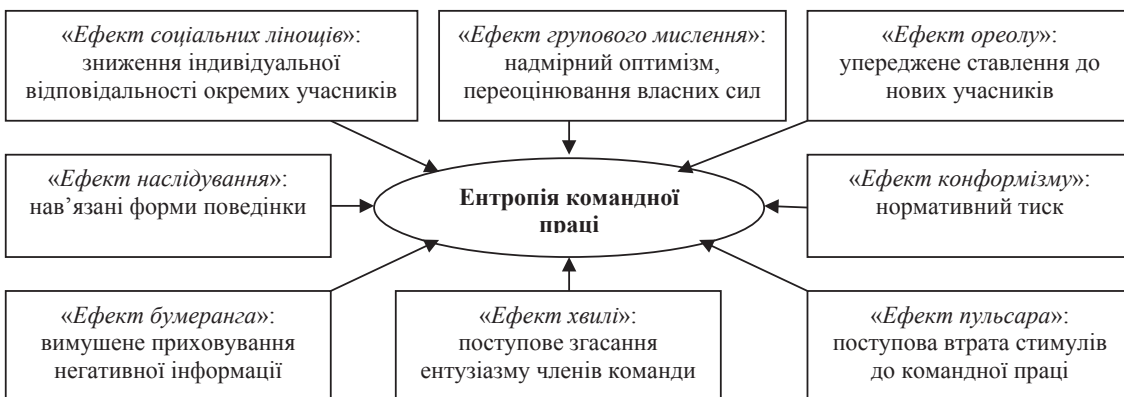 «Ефект соціальних лінощів»:
зниження індивідуальної
відповідальності окремих учасників
«Ефект групового мислення»:
надмірний оптимізм,
переоцінювання власних сил
«Ефект ореолу»:
упереджене ставлення до
нових учасників
«Ефект наслідування»:
нав’язані форми поведінки
Ентропія командної
праці
«Ефект конформізму»:
нормативний тиск
«Ефект бумеранга»:
вимушене приховування
негативної інформації
«Ефект хвилі»:
поступове згасання
ентузіазму членів команди
«Ефект пульсара»:
поступова втрата стимулів
до командної праці